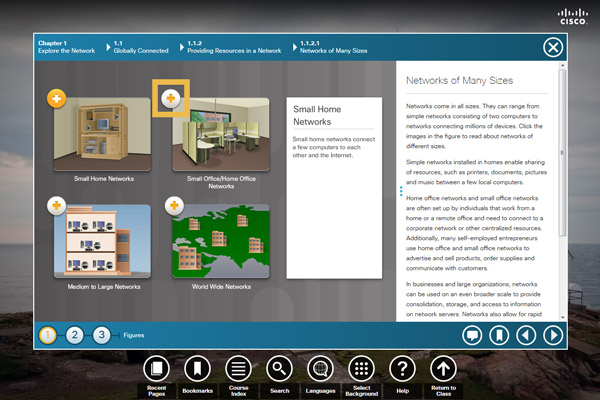 CISCO.
Chapter 1
Explore the Network
1.1
Globally Connected
1.1.2
Providing Resources in a Network
1.1.2.1
Networks of Many Sizes
Small Home Networks
Small Office/Home Office
Networks
Medium to Large Networks
World Wide Networks
Small Home
Networks
Small home networks connect
a few computers to each
other and the Internet.
Networks of Many Sizes
Networks come in all sizes. They can range from
simple networks consisting of two computers to
networks connecting millions of devices. Click the
images in the figure to read about networks of
different sizes.
Simple networks installed in homes enable sharing
of resources, such as printers, documents, pictures
and music between a few local computers.
Home office networks and small office networks
are often set up by individuals that work from a
home or a remote office and need to connect to a
corporate network or other centralized resources.
Additionally, many self-employed entrepreneurs
use home office and small office networks to
advertise and sell products, order supplies and
communicate with customers.
In businesses and large organizations, networks
can be used on an even broader scale to provide
consolidation, storage, and access to information
on network servers. Networks also allow for rapid
1
2
3
Figures
Recent
Pages
Bookmarks
Course
Index
Search
Languages
Select
Background
Help
Return to
Class